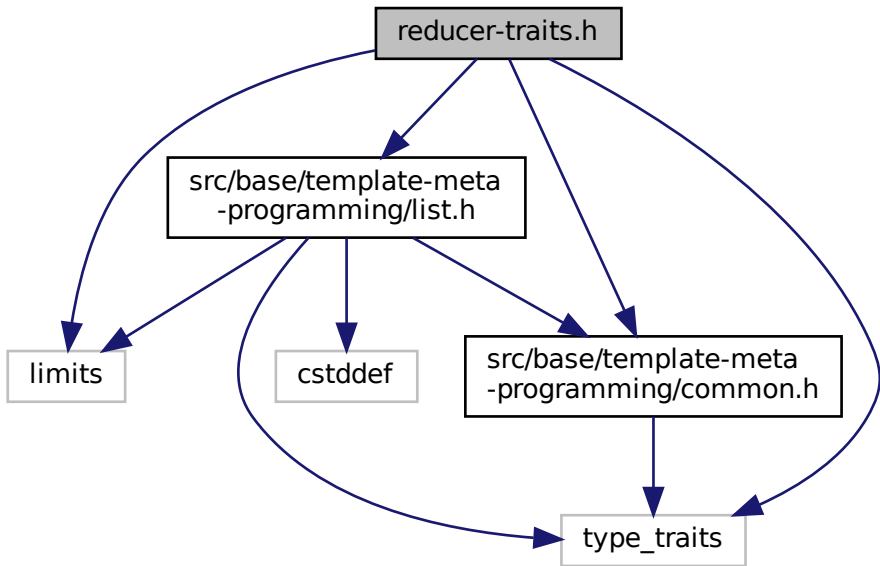 reducer-traits.h
src/base/template-meta
-programming/list.h
limits
cstddef
src/base/template-meta
-programming/common.h
type_traits